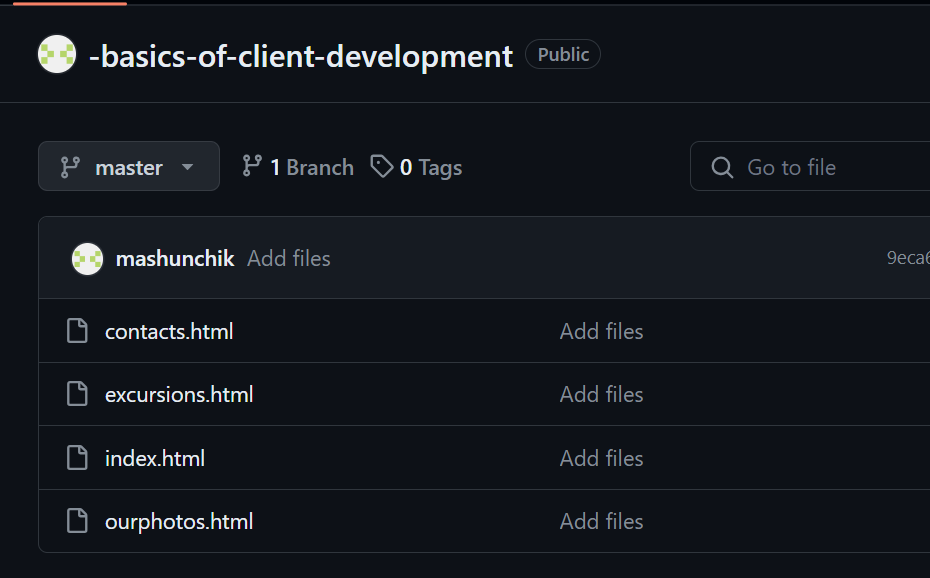 -basics-of-client-development Public
master 1 Branch 0 Tags Go to file
mashunchik Add files 9eca6
contacts.html Add files
excursions.html Add files
index.html Add files
ourphotos.html Add files